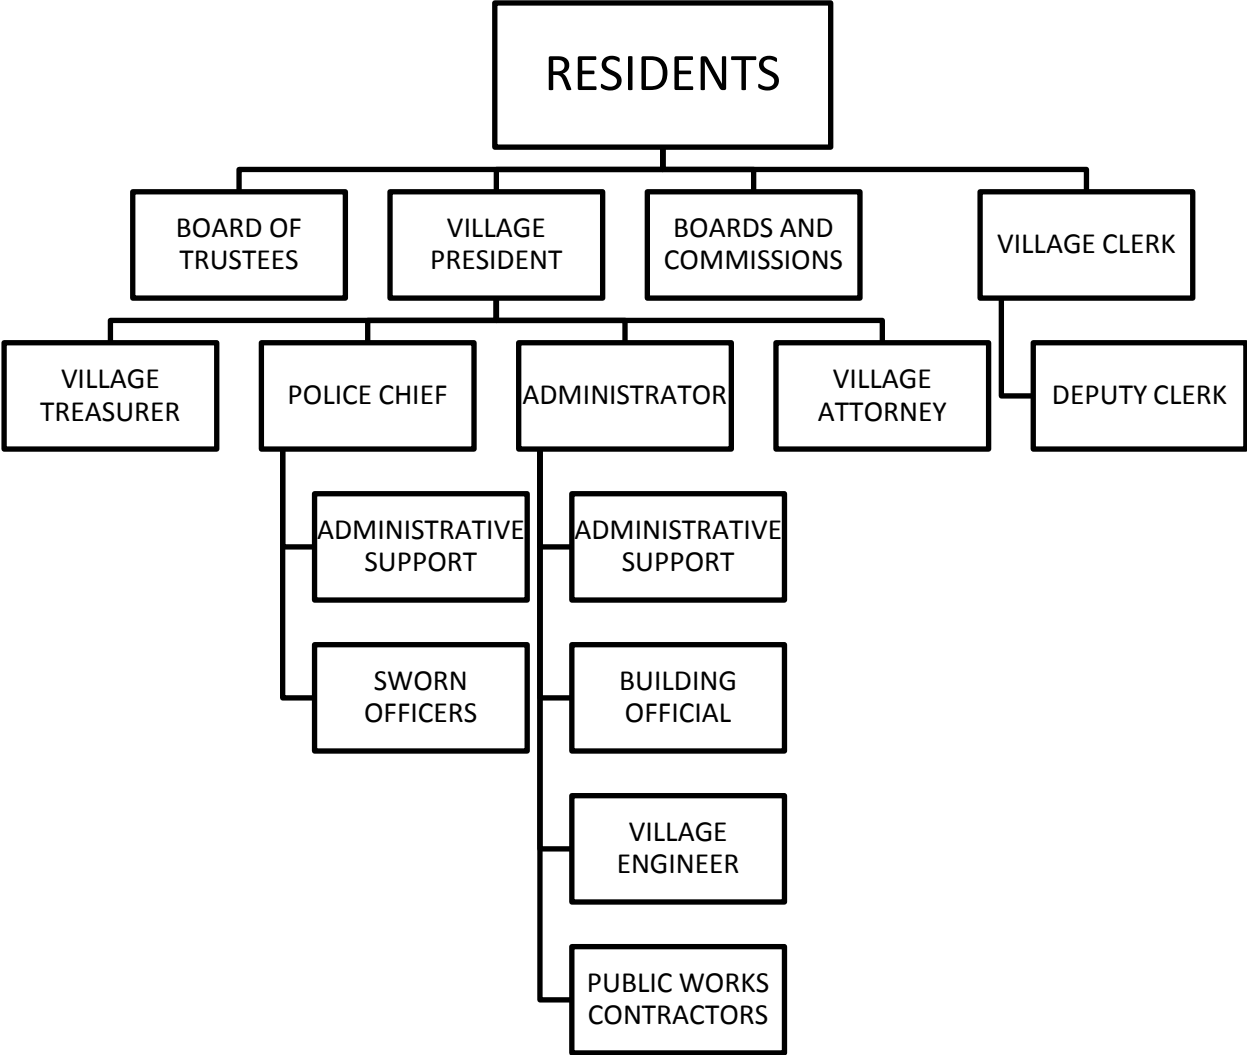 RESIDENTS
BOARD OF
TRUSTEES
VILLAGE
PRESIDENT
BOARDS AND
COMMISSIONS
VILLAGE CLERK
VILLAGE
TREASURER
POLICE CHIEF
ADMINISTRATOR
VILLAGE
ATTORNEY
DEPUTY CLERK
ADMINISTRATIVE
SUPPORT
ADMINISTRATIVE
SUPPORT
SWORN
OFFICERS
BUILDING
OFFICIAL
VILLAGE
ENGINEER
PUBLIC WORKS
CONTRACTORS